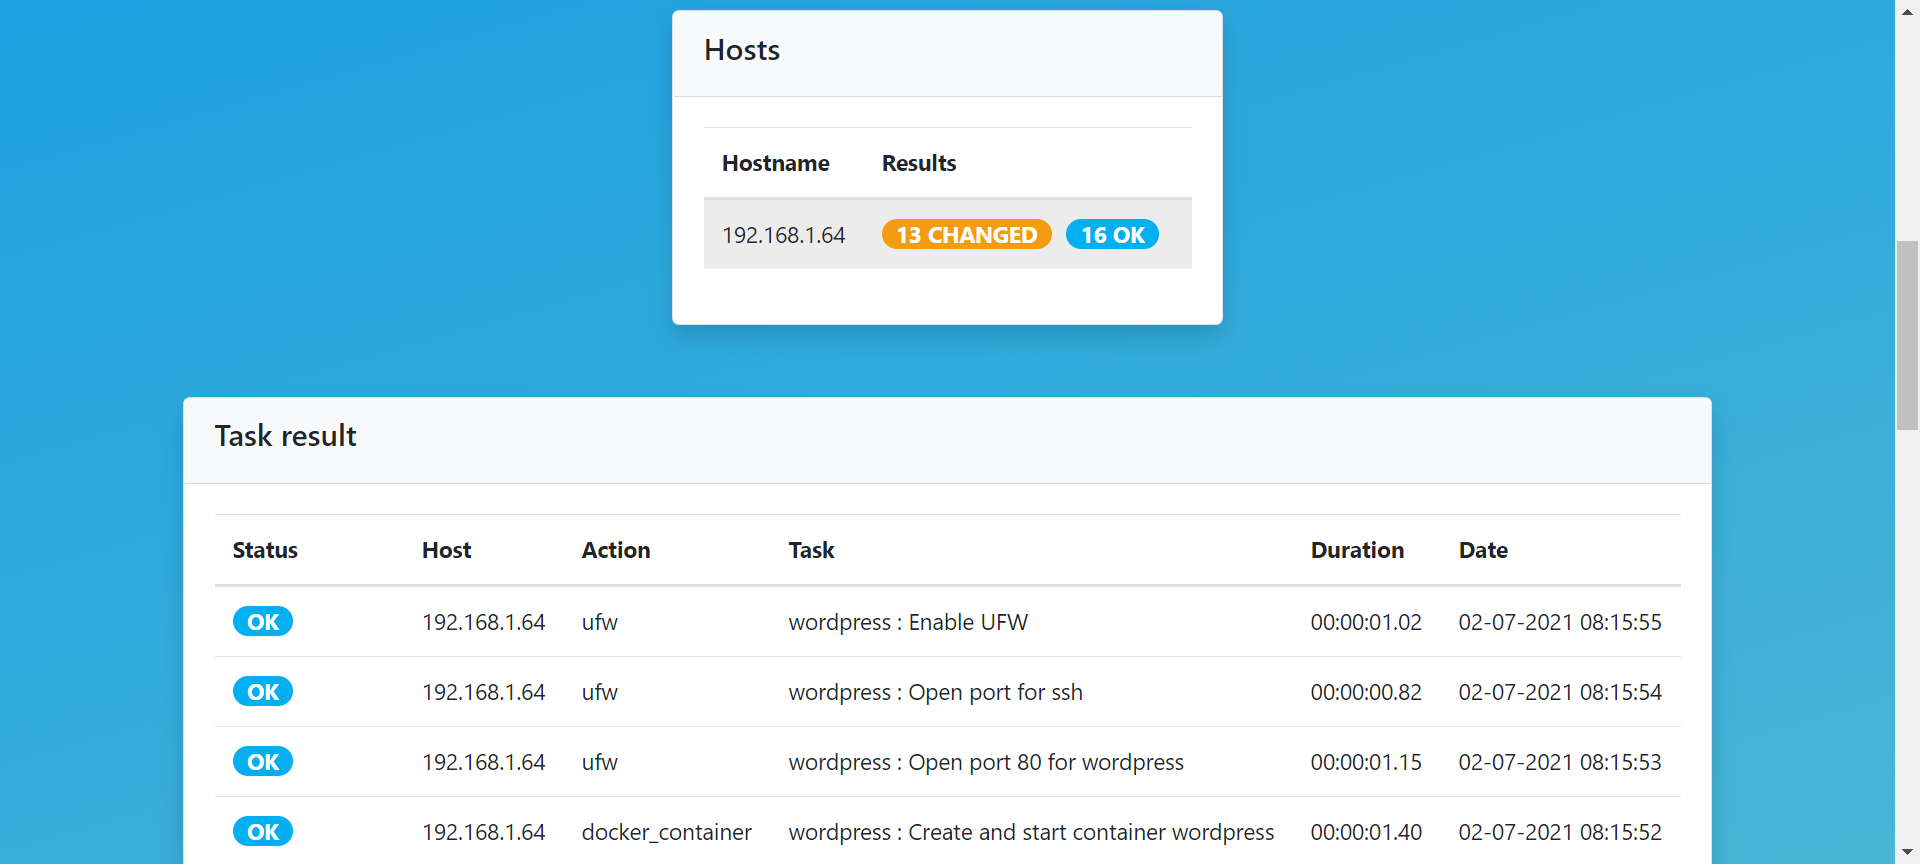 Hosts
Hostname Results
192.168.1.64 13 CHANGED 16 OK
Task result
Status Host Action Task Duration Date
OK 192.168.1.64 ufw wordpress : Enable UFW 00:00:01.02 02-07-2021 08:15:55
OK 192.168.1.64 ufw wordpress : Open port for ssh 00:00:00.82 02-07-2021 08:15:54
OK 192.168.1.64 ufw wordpress : Open port 80 for wordpress 00:00:01.15 02-07-2021 08:15:53
OK 192.168.1.64 docker_container wordpress : Create and start container wordpress 00:00:01.40 02-07-2021 08:15:52